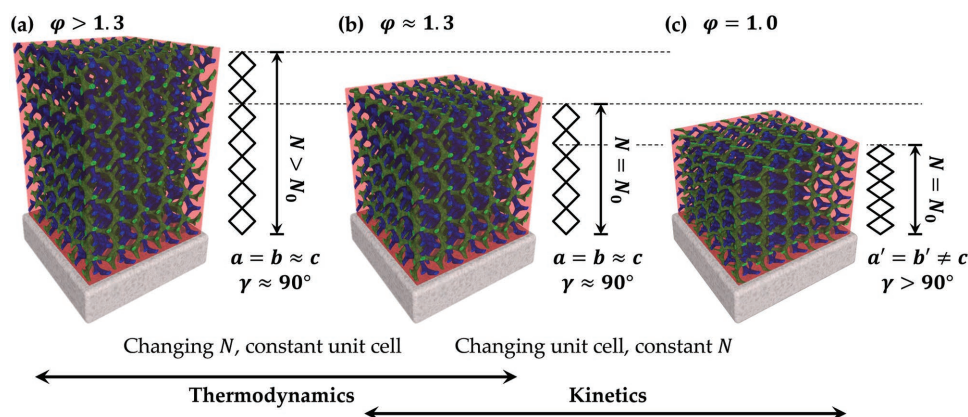 (a) φ > 1.3
(b) φ ≈ 1.3
(c) φ = 1.0
N > N₀
N = N₀
N = N₀
a = b ≈ c
γ ≈ 90°
a = b ≈ c
γ ≈ 90°
a′ = b′ ≠ c
γ > 90°
Changing N, constant unit cell
Changing unit cell, constant N
Thermodynamics
Kinetics